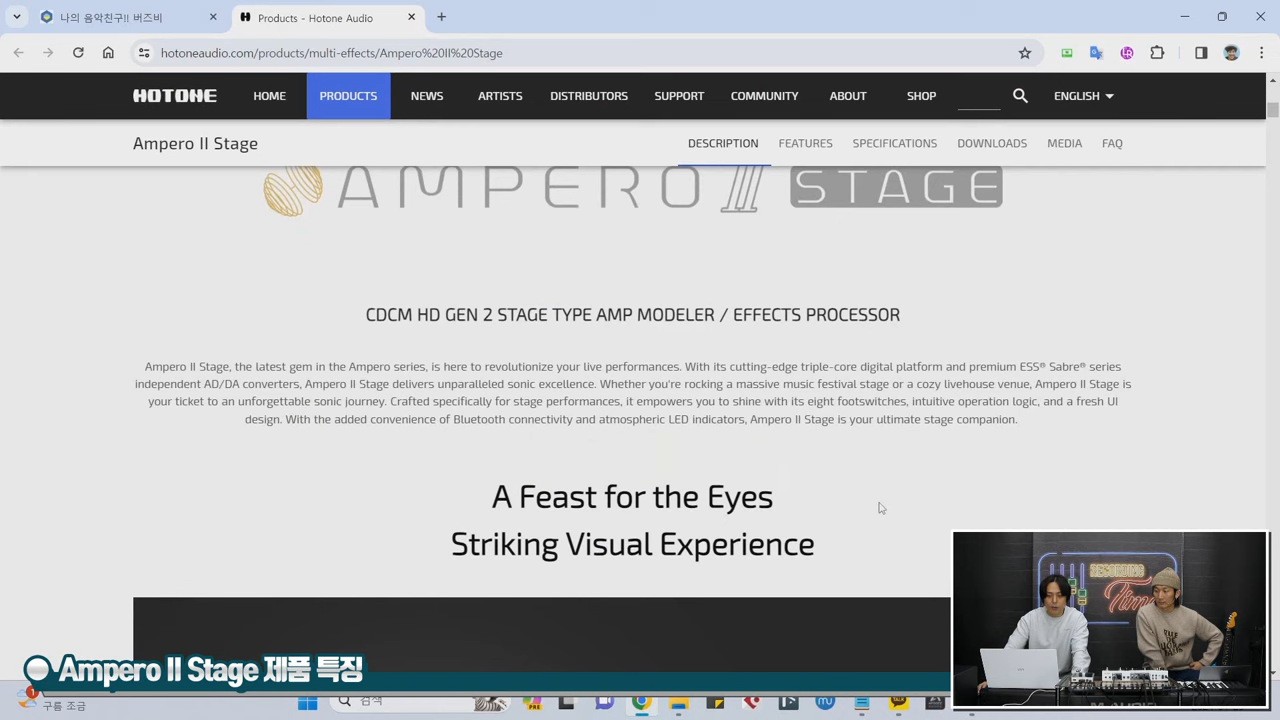 나의 음악친구!! 버즈비
Products - Hotone Audio
hotoneaudio.com/products/multi-effects/Ampero%20II%20Stage
HOTONE HOME PRODUCTS NEWS ARTISTS DISTRIBUTORS SUPPORT COMMUNITY ABOUT SHOP ENGLISH
Ampero II Stage DESCRIPTION FEATURES SPECIFICATIONS DOWNLOADS MEDIA FAQ
AMPERO II STAGE
CDCM HD GEN 2 STAGE TYPE AMP MODELER / EFFECTS PROCESSOR
Ampero II Stage, the latest gem in the Ampero series, is here to revolutionize your live performances. With its cutting-edge triple-core digital platform and premium ESS® Sabre® series
independent AD/DA converters, Ampero II Stage delivers unparalleled sonic excellence. Whether you're rocking a massive music festival stage or a cozy livehouse venue, Ampero II Stage is
your ticket to an unforgettable sonic journey. Crafted specifically for stage performances, it empowers you to shine with its eight footswitches, intuitive operation logic, and a fresh UI
design. With the added convenience of Bluetooth connectivity and atmospheric LED indicators, Ampero II Stage is your ultimate stage companion.
A Feast for the Eyes
Striking Visual Experience
RECORDING
Time
Ampero II Stage 제품 특징
1
구름 조금
검색